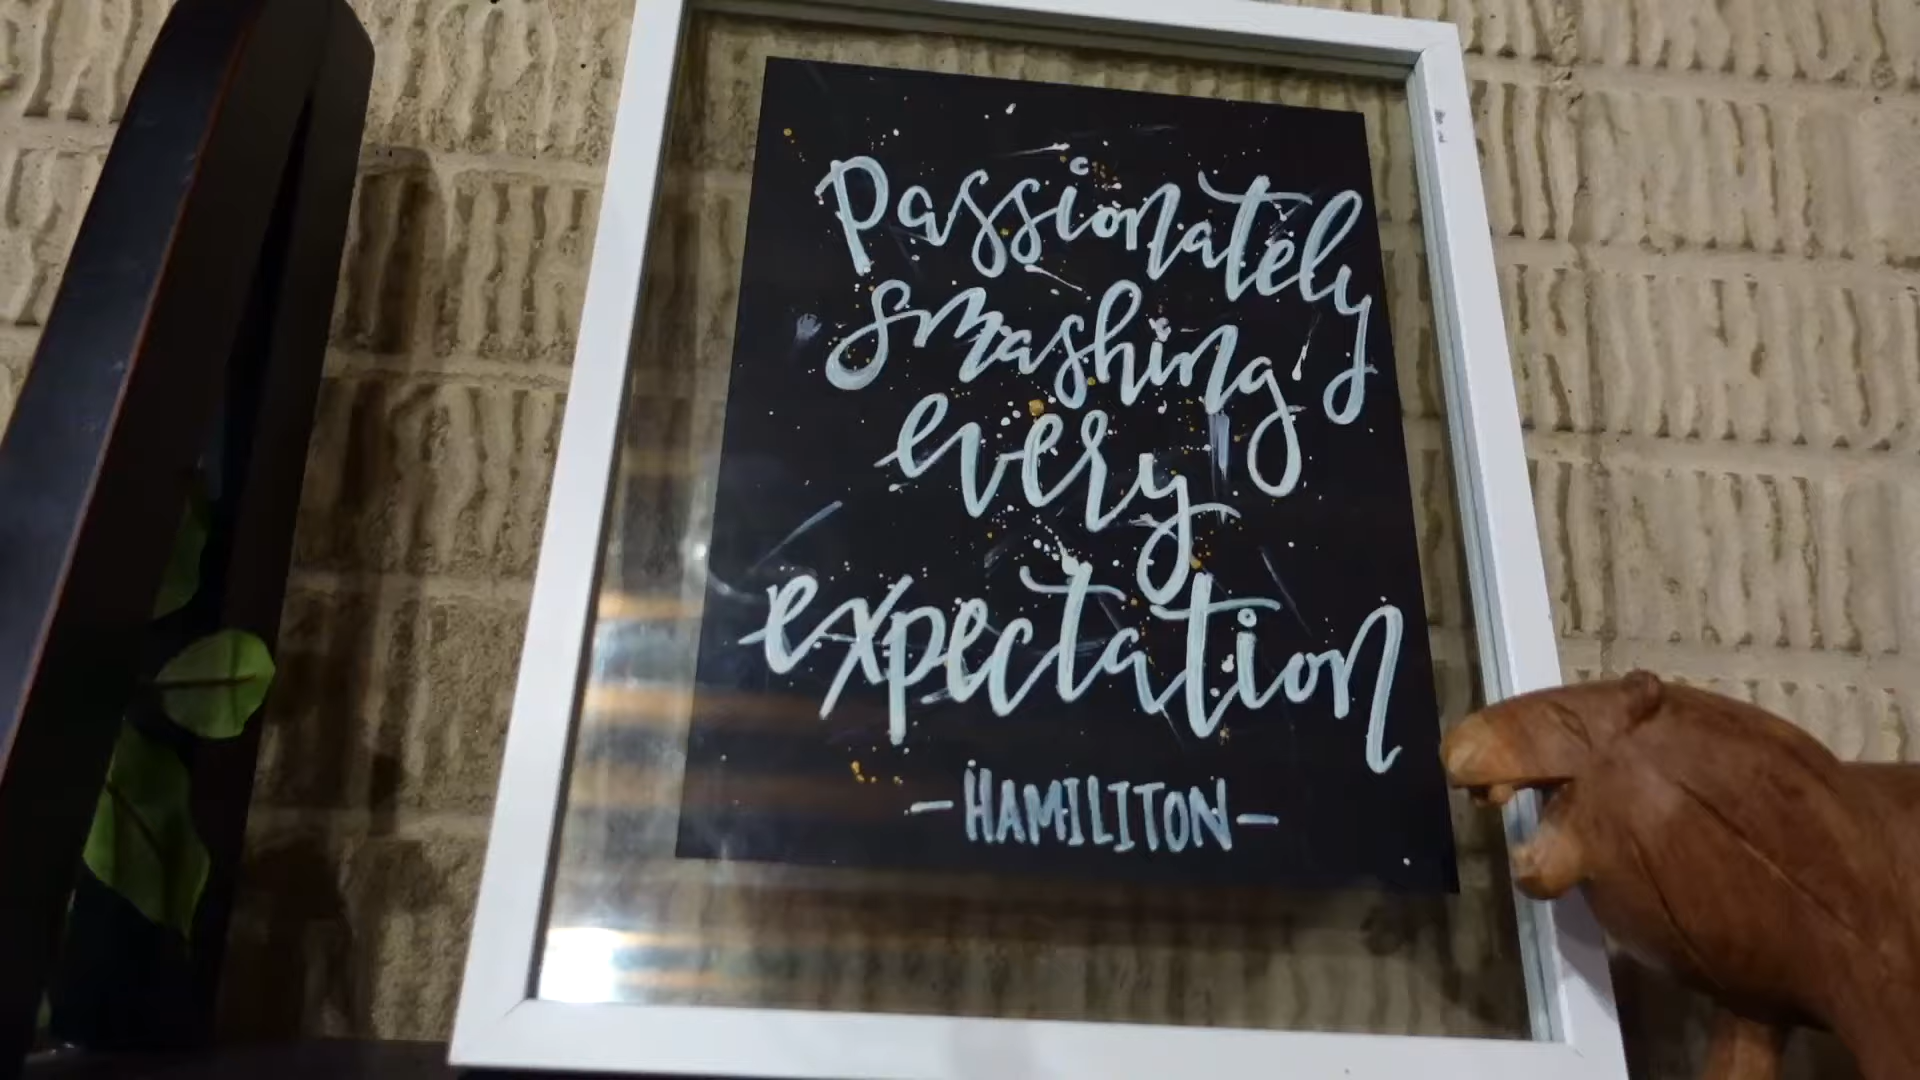 passionately
smashing
every
expectation
-HAMILITON-